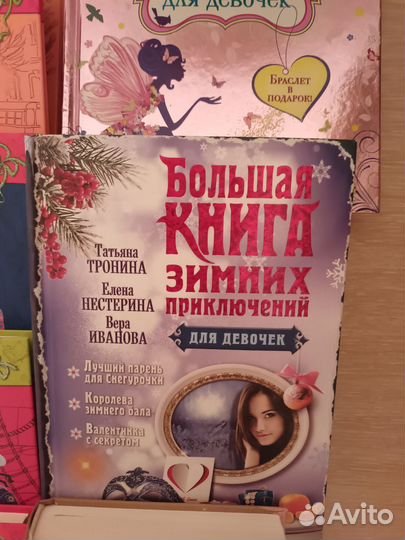 для девочек
Браслет
в
подарок!
Большая
книга
зимних
приключений
для девочек
Татьяна
ТРОНИНА
Елена
НЕСТЕРИНА
Вера
ИВАНОВА
Лучший парень
для Снегурочки
Королева
зимнего бала
Валентинка
с секретом
Avito